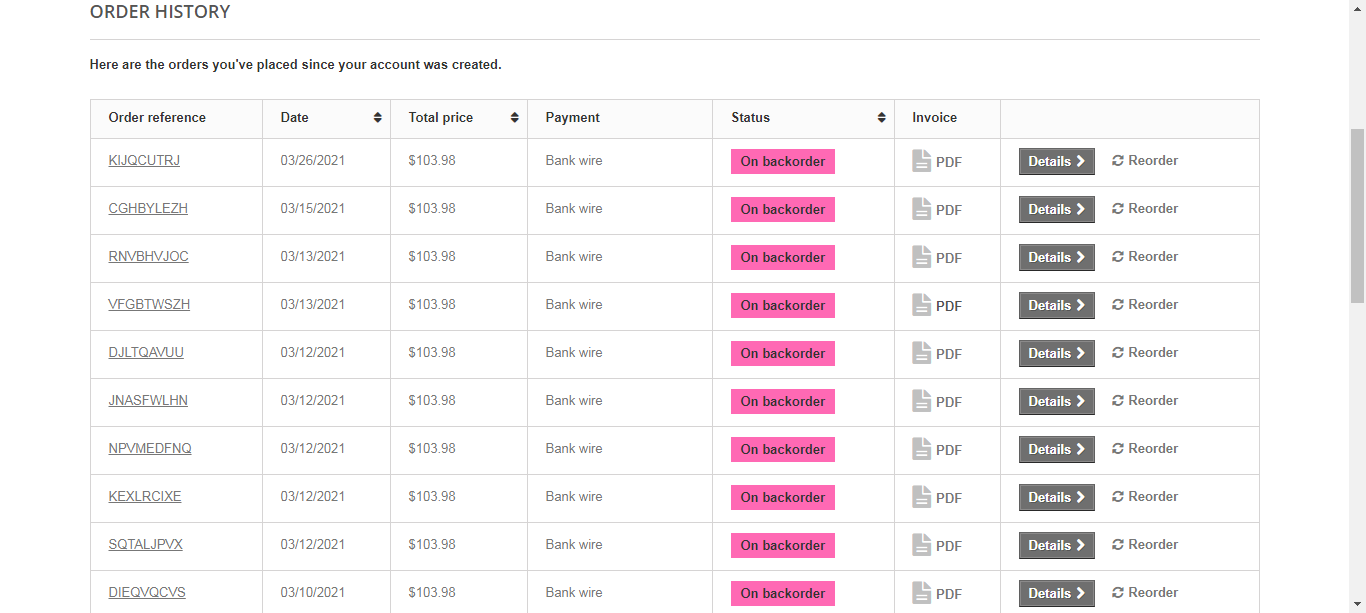 ORDER HISTORY
Here are the orders you've placed since your account was created.
Order reference Date Total price Payment Status Invoice
KIJQCUTRJ 03/26/2021 $103.98 Bank wire On backorder PDF Details Reorder
CGHBYLEZH 03/15/2021 $103.98 Bank wire On backorder PDF Details Reorder
RNVBHVJOC 03/13/2021 $103.98 Bank wire On backorder PDF Details Reorder
VFGBTWSZH 03/13/2021 $103.98 Bank wire On backorder PDF Details Reorder
DJLTQAVUU 03/12/2021 $103.98 Bank wire On backorder PDF Details Reorder
JNASFWLHN 03/12/2021 $103.98 Bank wire On backorder PDF Details Reorder
NPVMEDFNQ 03/12/2021 $103.98 Bank wire On backorder PDF Details Reorder
KEXLRCIXE 03/12/2021 $103.98 Bank wire On backorder PDF Details Reorder
SQTALJPVX 03/12/2021 $103.98 Bank wire On backorder PDF Details Reorder
DIEQVQCVS 03/10/2021 $103.98 Bank wire On backorder PDF Details Reorder